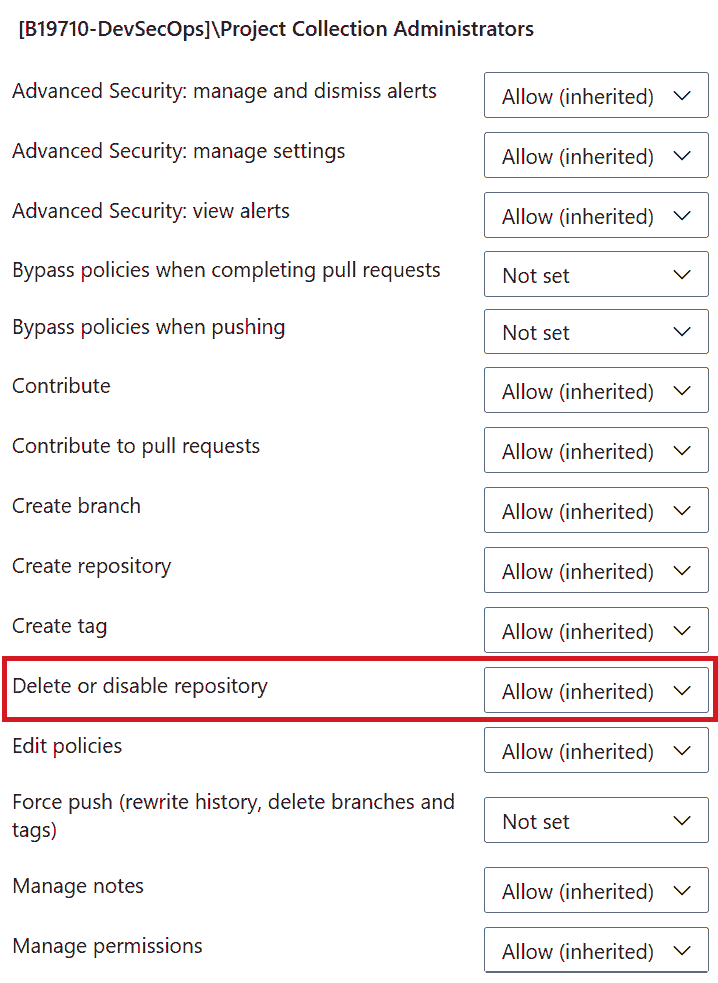 [B19710-DevSecOps]\Project Collection Administrators
Advanced Security: manage and dismiss alerts Allow (inherited)
Advanced Security: manage settings Allow (inherited)
Advanced Security: view alerts Allow (inherited)
Bypass policies when completing pull requests Not set
Bypass policies when pushing Not set
Contribute Allow (inherited)
Contribute to pull requests Allow (inherited)
Create branch Allow (inherited)
Create repository Allow (inherited)
Create tag Allow (inherited)
Delete or disable repository Allow (inherited)
Edit policies Allow (inherited)
Force push (rewrite history, delete branches and
tags) Not set
Manage notes Allow (inherited)
Manage permissions Allow (inherited)